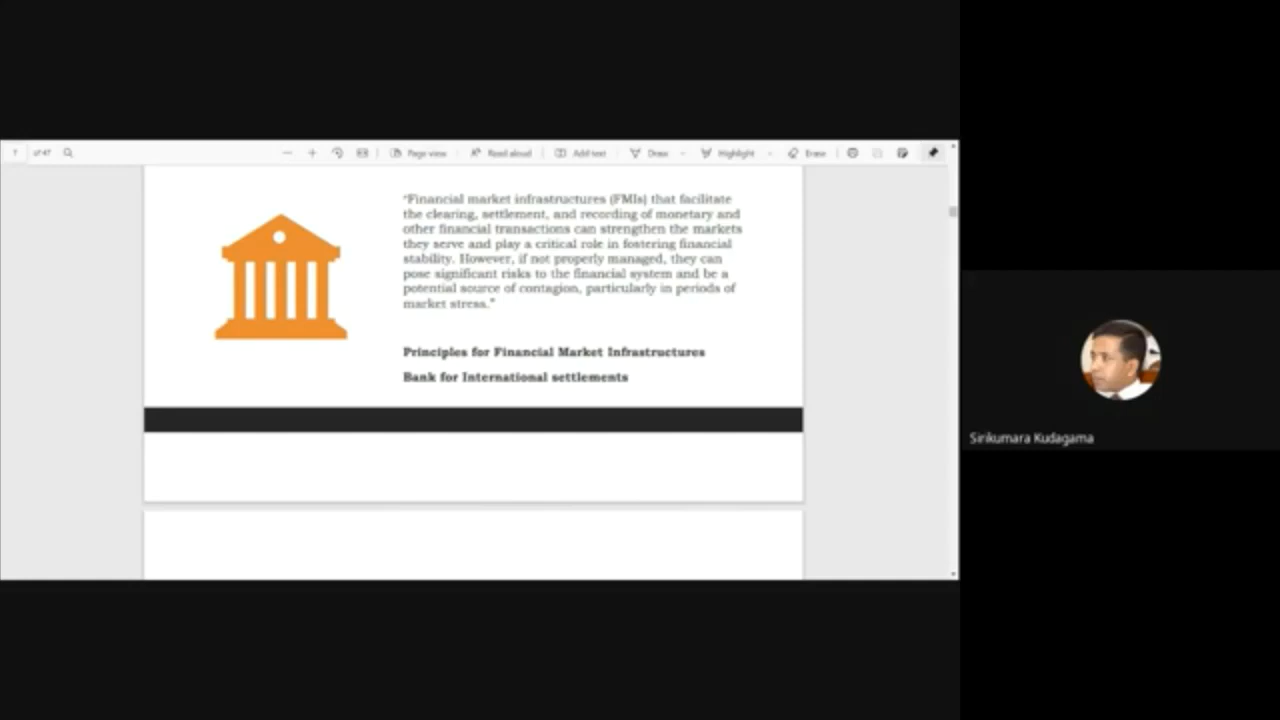 of 47
Page view
Read aloud
Add text
Draw
Highlight
Erase
"Financial market infrastructures (FMIs) that facilitate
the clearing, settlement, and recording of monetary and
other financial transactions can strengthen the markets
they serve and play a critical role in fostering financial
stability. However, if not properly managed, they can
pose significant risks to the financial system and be a
potential source of contagion, particularly in periods of
market stress."
Principles for Financial Market Infrastructures
Bank for International settlements
Sirikumara Kudagama